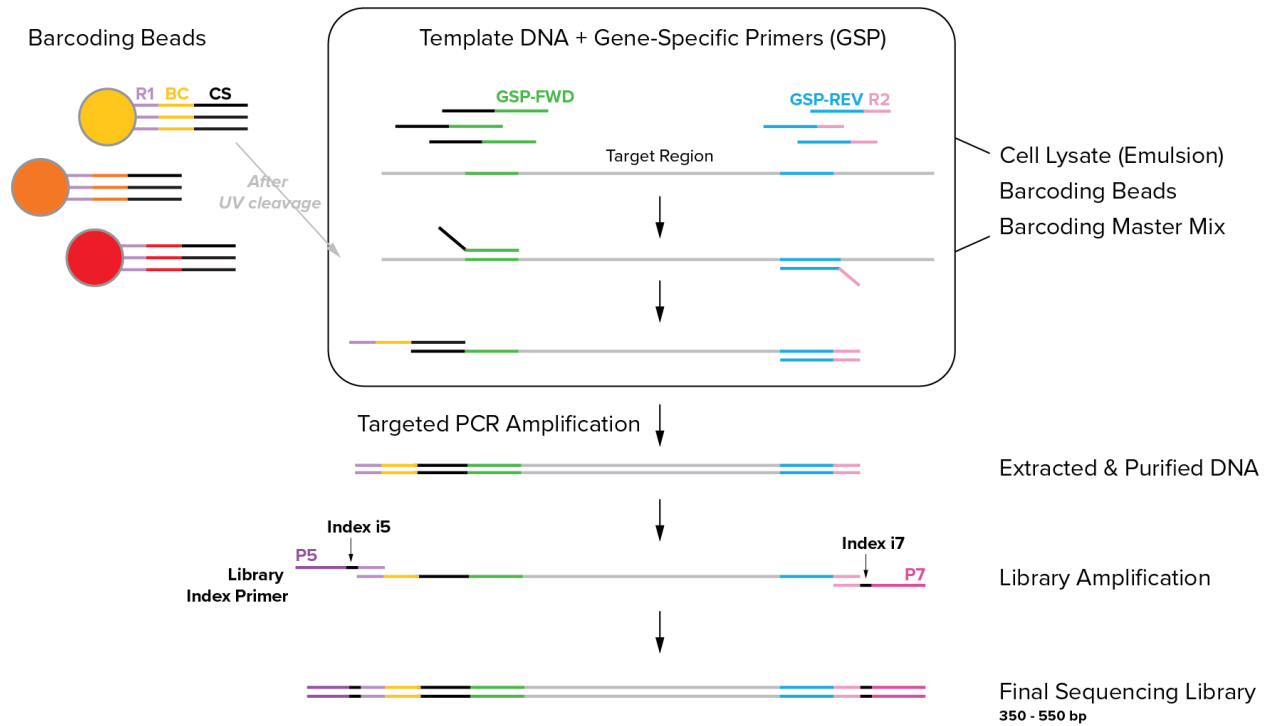 Barcoding Beads
Template DNA + Gene-Specific Primers (GSP)
R1 BC CS
GSP-FWD
GSP-REV R2
Target Region
After
UV cleavage
Cell Lysate (Emulsion)
Barcoding Beads
Barcoding Master Mix
Targeted PCR Amplification
Extracted & Purified DNA
Index i5
P5
Library
Index Primer
Index i7
P7
Library Amplification
Final Sequencing Library
350 - 550 bp